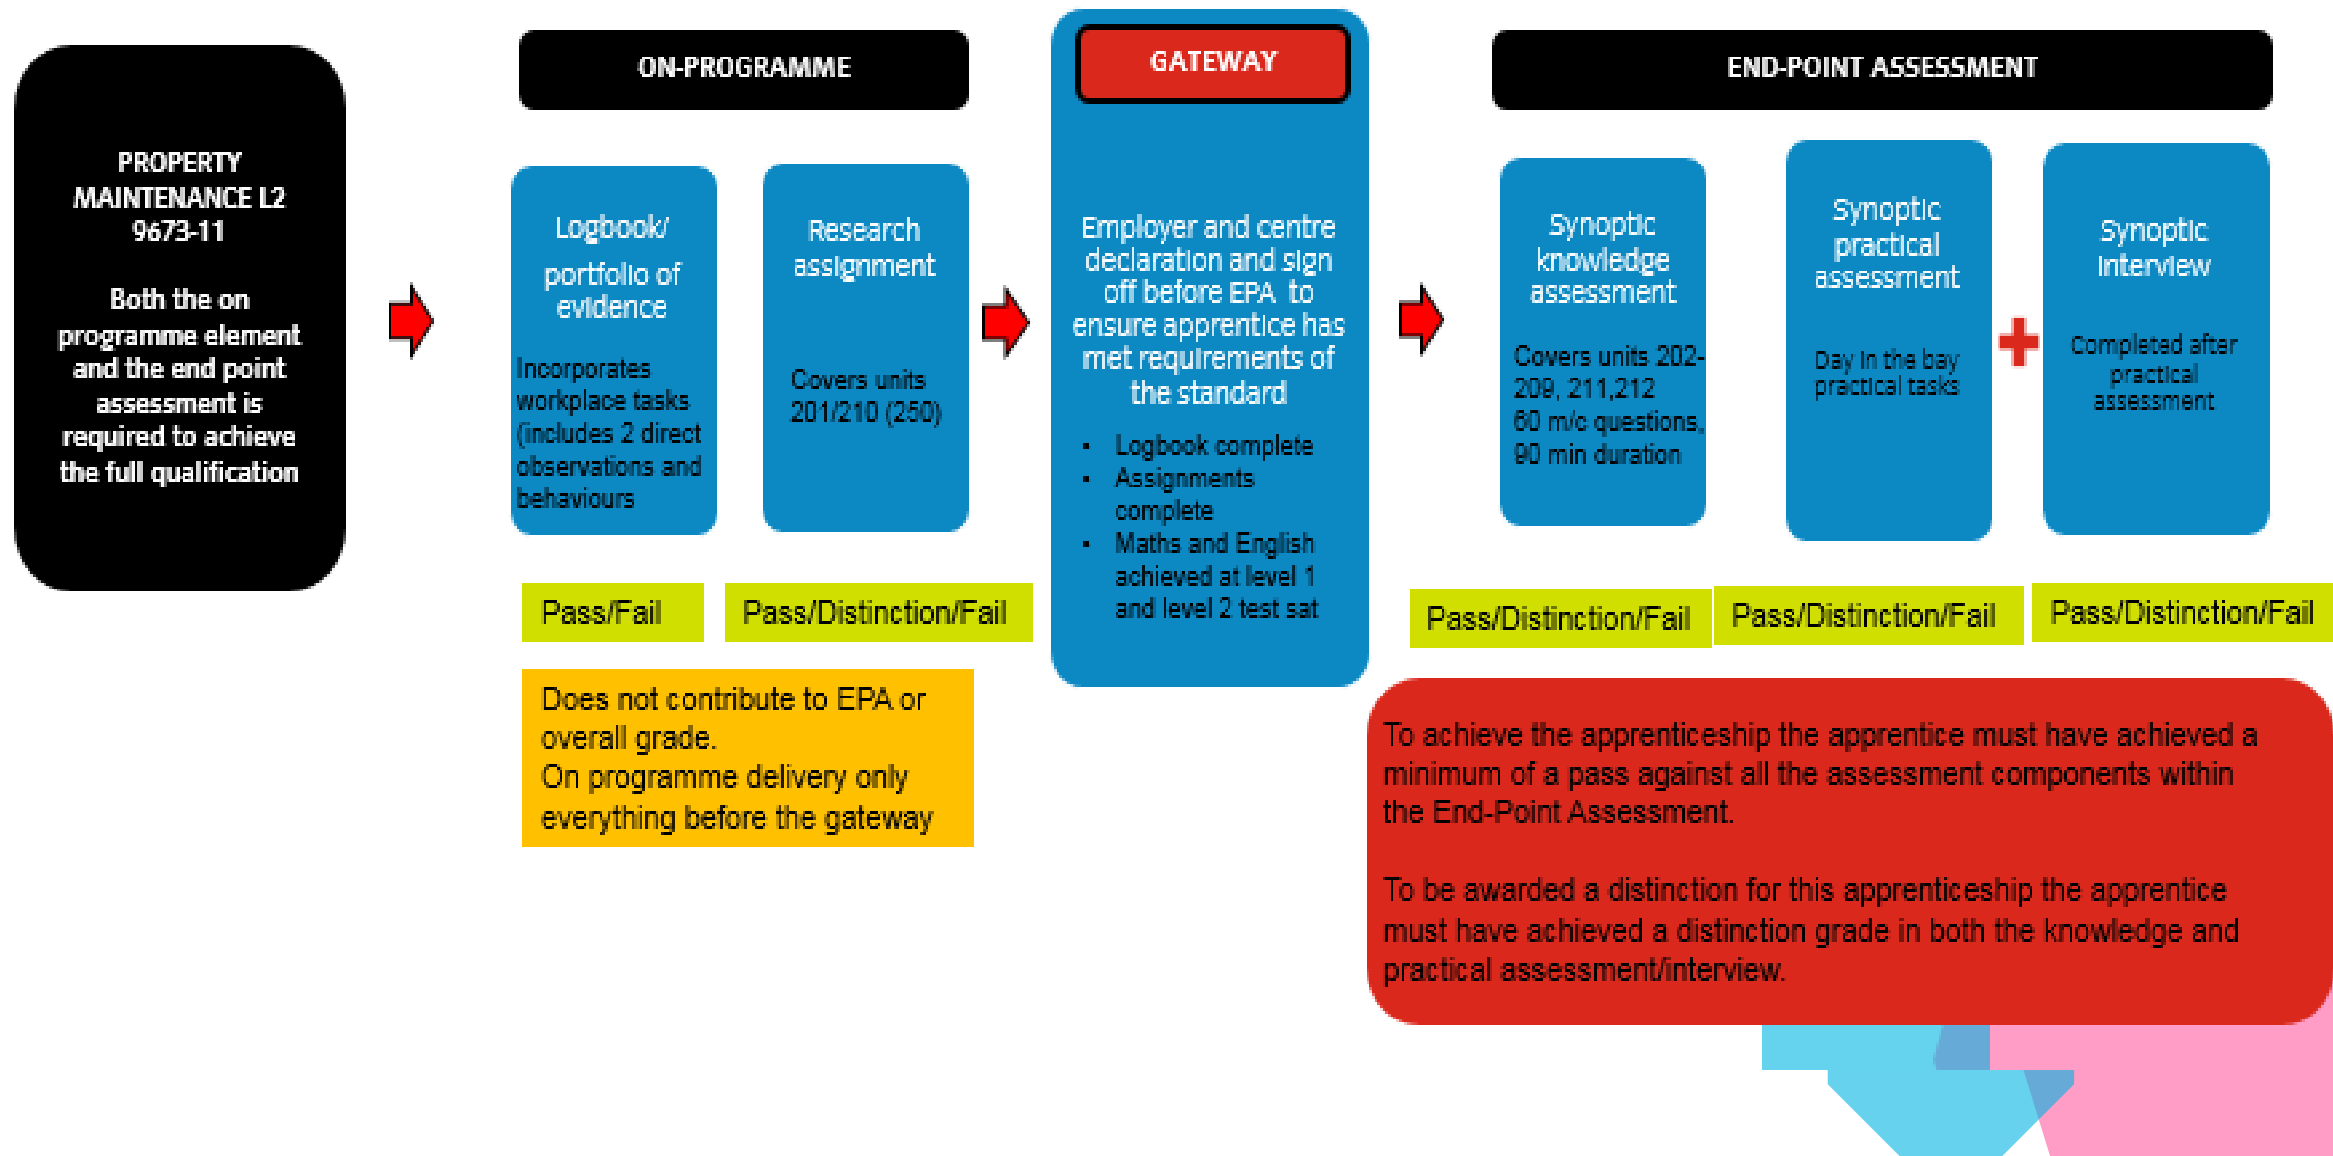 PROPERTY
MAINTENANCE L2
9673-11
Both the on
programme element
and the end point
assessment is
required to achieve
the full qualification
ON-PROGRAMME
Logbook/
portfolio of
evidence
Incorporates
workplace tasks
(includes 2 direct
observations and
behaviours
Research
assignment
Covers units
201/210 (250)
Pass/Fail
Pass/Distinction/Fail
Does not contribute to EPA or
overall grade.
On programme delivery only
everything before the gateway
GATEWAY
Employer and centre
declaration and sign
off before EPA to
ensure apprentice has
met requirements of
the standard
▪ Logbook complete
▪ Assignments
complete
▪ Maths and English
achieved at level 1
and level 2 test sat
END-POINT ASSESSMENT
Synoptic
knowledge
assessment
Covers units 202-
209, 211,212
60 m/c questions,
90 min duration
Synoptic
practical
assessment
Day in the bay
practical tasks
Synoptic
Interview
Completed after
practical
assessment
Pass/Distinction/Fail
Pass/Distinction/Fail
Pass/Distinction/Fail
To achieve the apprenticeship the apprentice must have achieved a
minimum of a pass against all the assessment components within
the End-Point Assessment.
To be awarded a distinction for this apprenticeship the apprentice
must have achieved a distinction grade in both the knowledge and
practical assessment/interview.